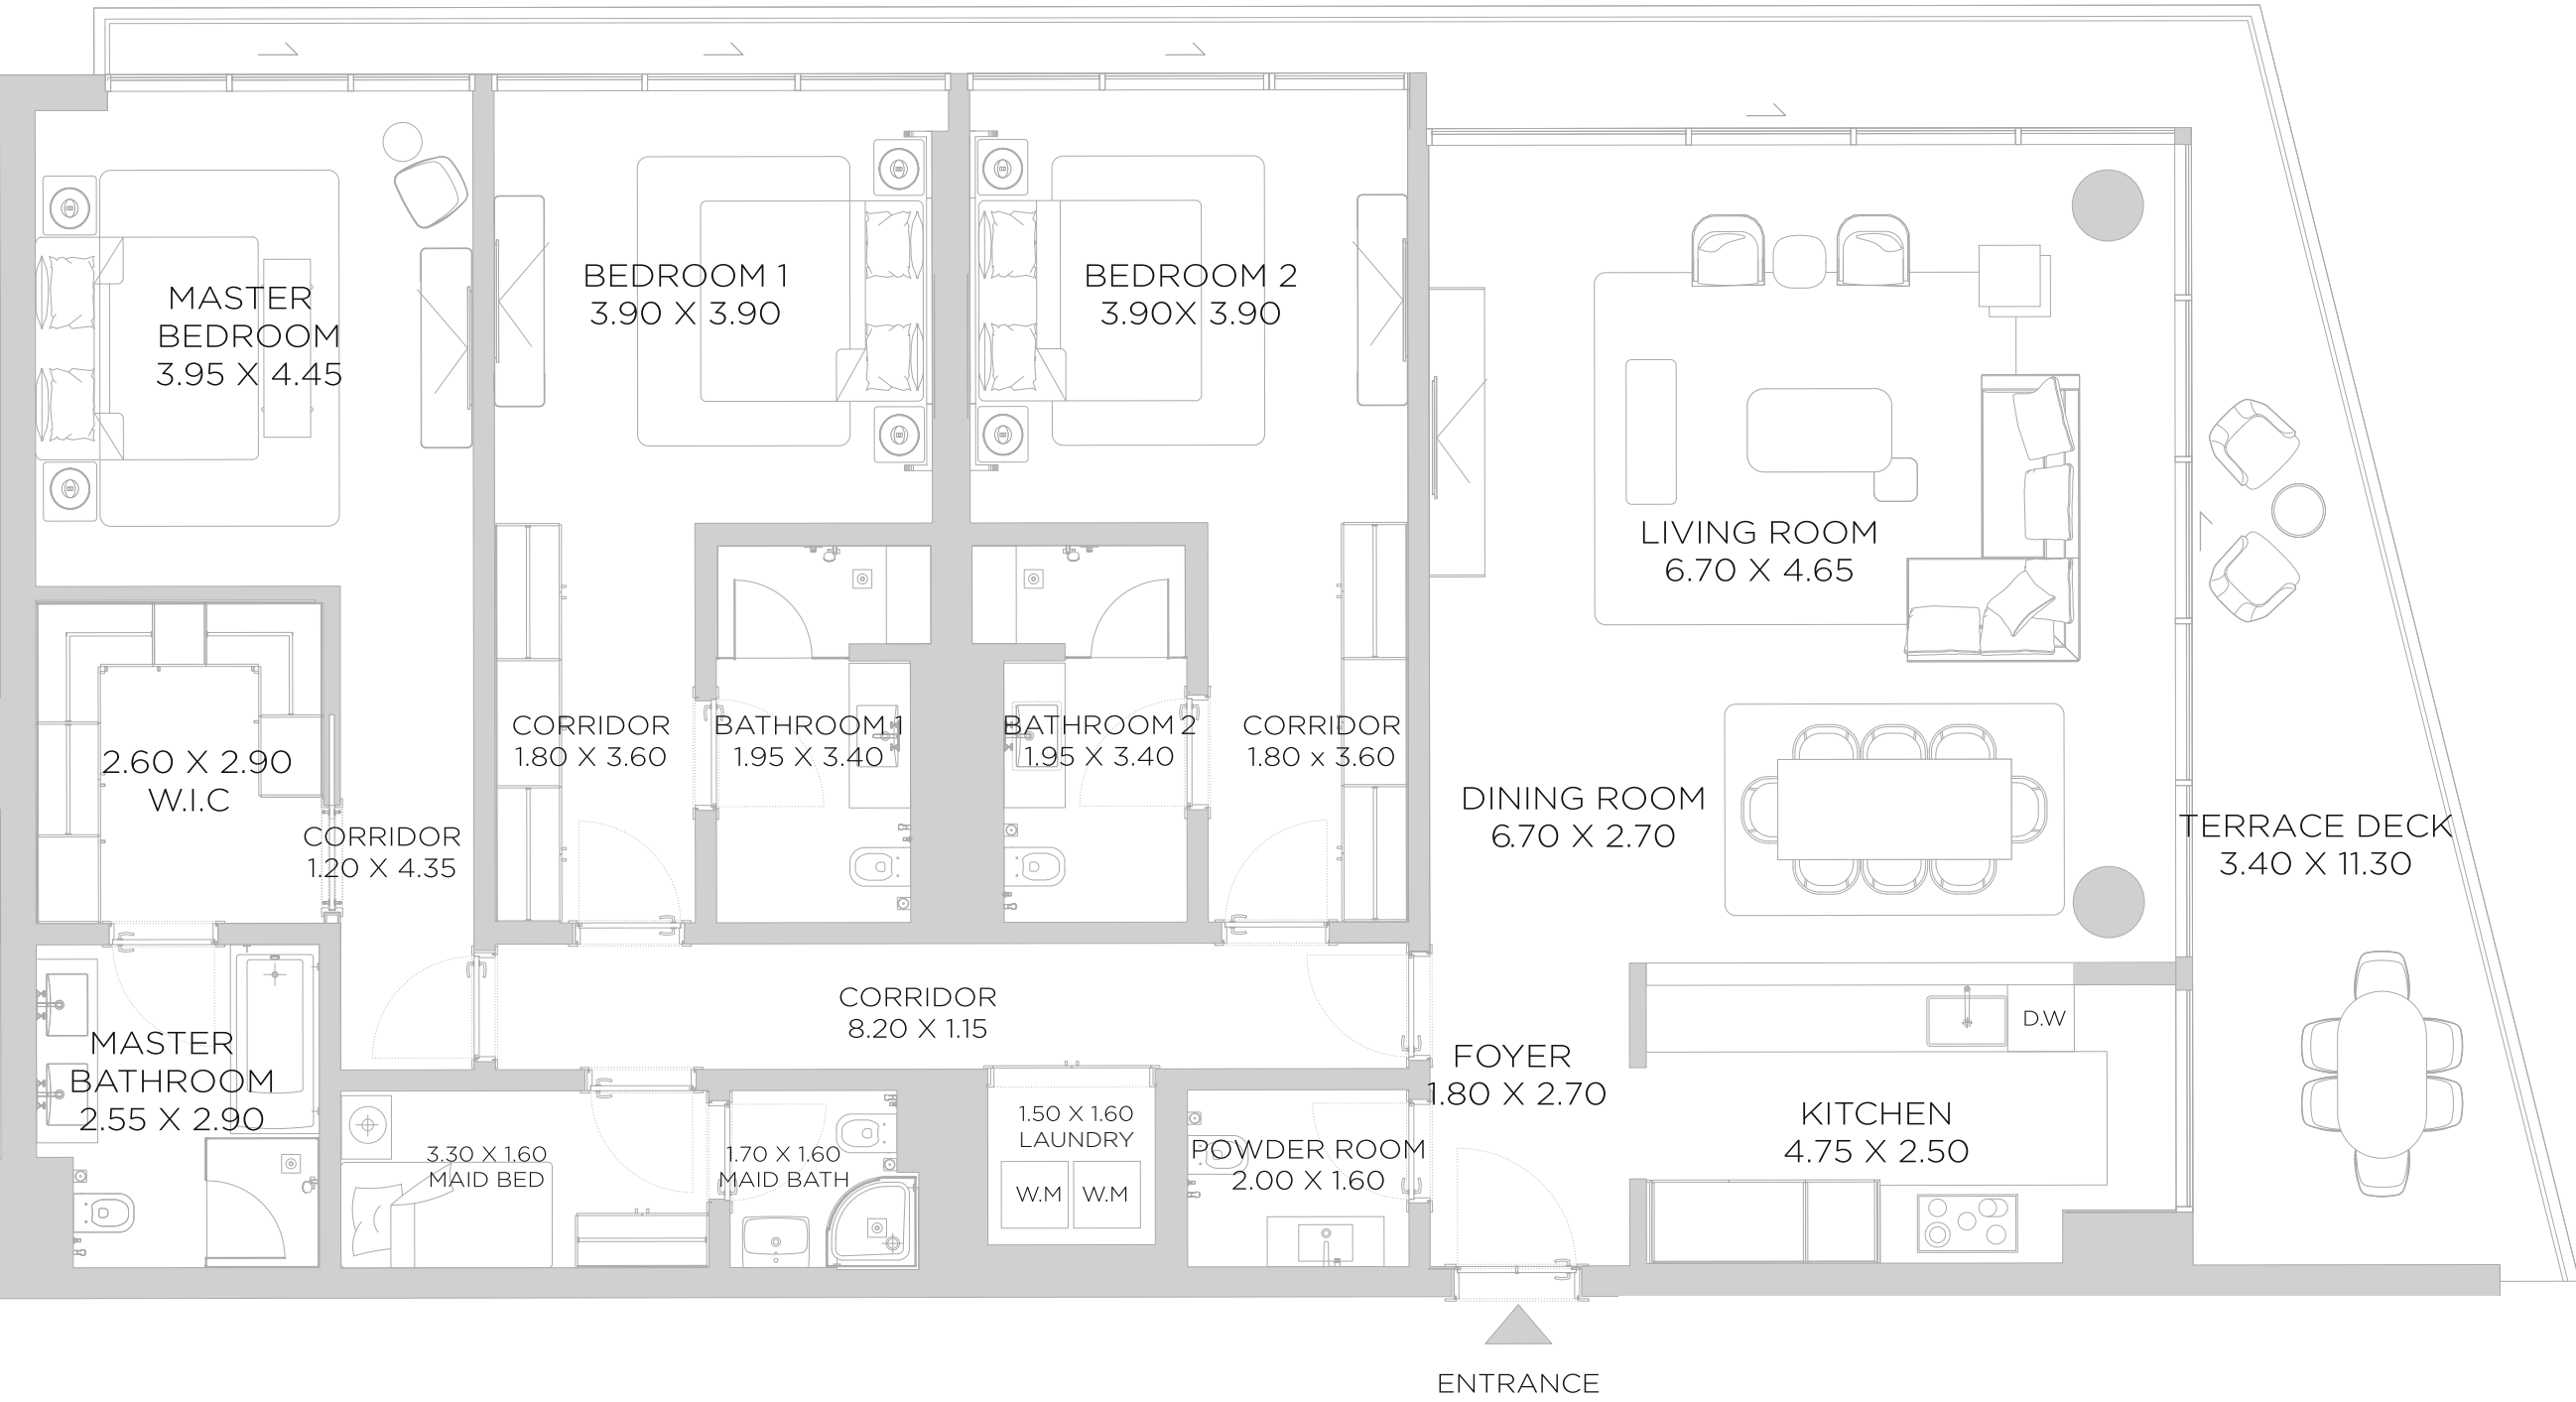 MASTER
BEDROOM
3.95 X 4.45
BEDROOM 1
3.90 X 3.90
BEDROOM 2
3.90X 3.90
LIVING ROOM
6.70 X 4.65
2.60 X 2.90
W.I.C
CORRIDOR
1.20 X 4.35
CORRIDOR
1.80 X 3.60
BATHROOM 1
1.95 X 3.40
BATHROOM 2
1.95 X 3.40
CORRIDOR
1.80 x 3.60
DINING ROOM
6.70 X 2.70
TERRACE DECK
3.40 X 11.30
MASTER
BATHROOM
2.55 X 2.90
CORRIDOR
8.20 X 1.15
FOYER
1.80 X 2.70
D.W
KITCHEN
4.75 X 2.50
3.30 X 1.60
MAID BED
1.70 X 1.60
MAID BATH
1.50 X 1.60
LAUNDRY
W.M
W.M
POWDER ROOM
2.00 X 1.60
ENTRANCE